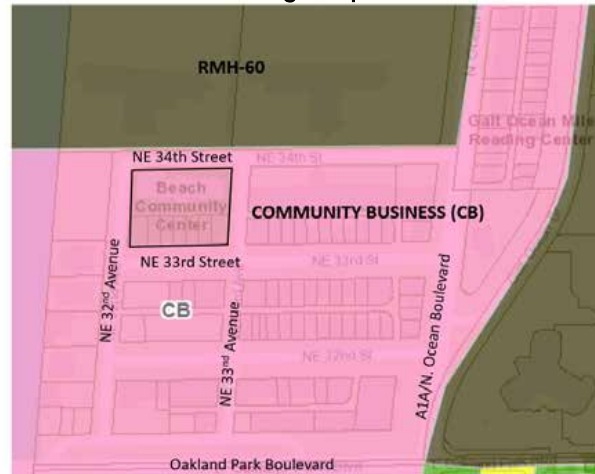 RMH-60
N Ocean
Galt Ocean Mile
Reading Center
NE 34th Street
NE 34th St
Beach
Community
Center
COMMUNITY BUSINESS (CB)
NE 32nd Avenue
NE 33rd Street
NE 33rd St
CB
NE 33nd Avenue
A1A/N. Ocean Boulevard
NE 32nd St
Oakland Park Boulevard